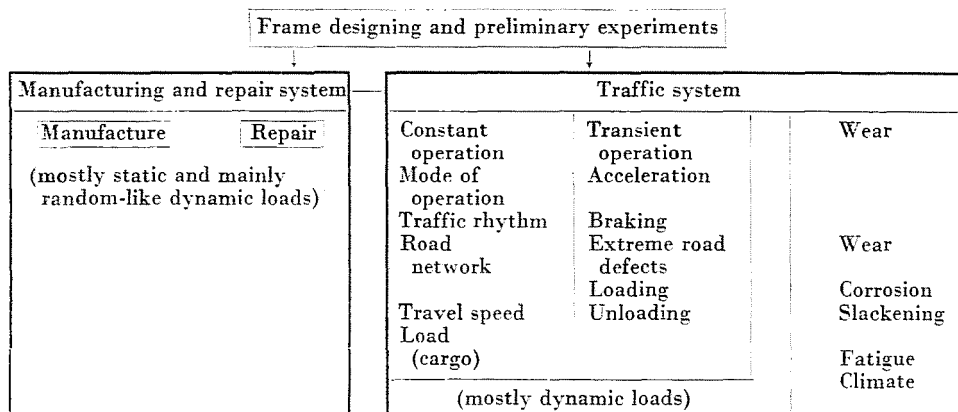 Frame designing and preliminary experiments
Manufacturing and repair system
Manufacture
Repair
(mostly static and mainly
random-like dynamic loads)
Traffic system
Constant
operation
Mode of
operation
Traffic rhythm
Road
network
Travel speed
Load
(cargo)
Transient
operation
Acceleration
Braking
Extreme road
defects
Loading
Unloading
(mostly dynamic loads)
Wear
Wear
Corrosion
Slackening
Fatigue
Climate